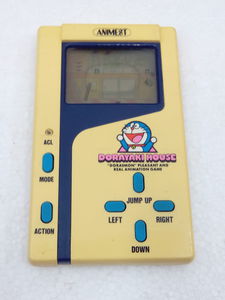 ANIMEST
ACL
MODE
ACTION
DORAYAKI HOUSE
"DORAEMON" PLEASANT AND
REAL ANIMATION GAME
JUMP UP
LEFT
RIGHT
DOWN